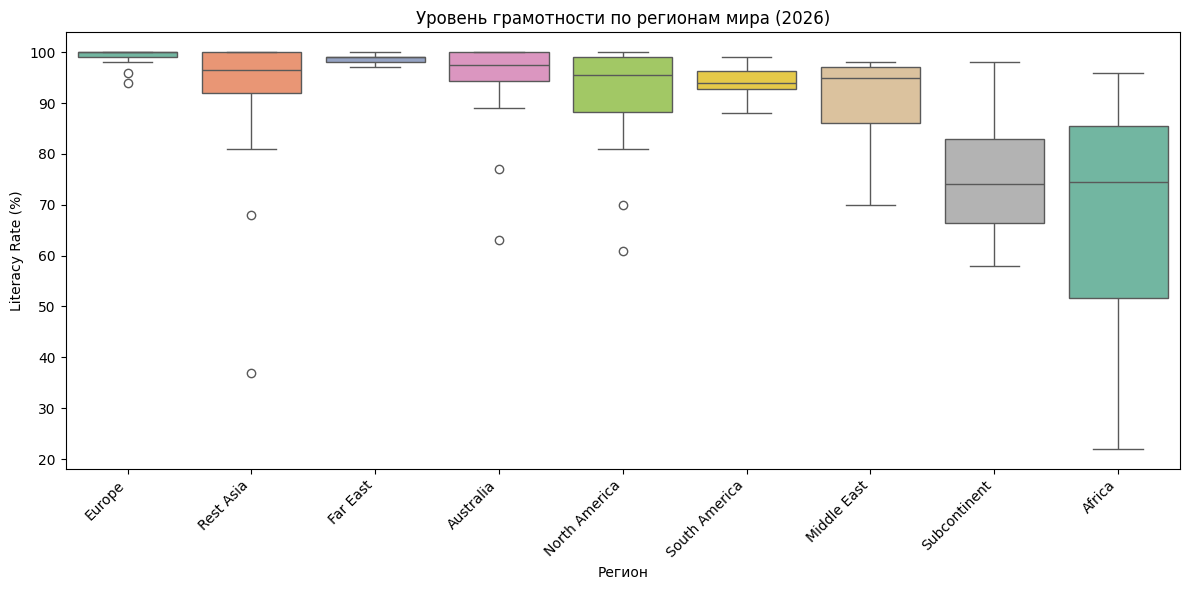 Уровень грамотности по регионам мира (2026)
Literacy Rate (%)
100
90
80
70
60
50
40
30
20
Europe
Rest Asia
Far East
Australia
North America
South America
Middle East
Subcontinent
Africa
Регион